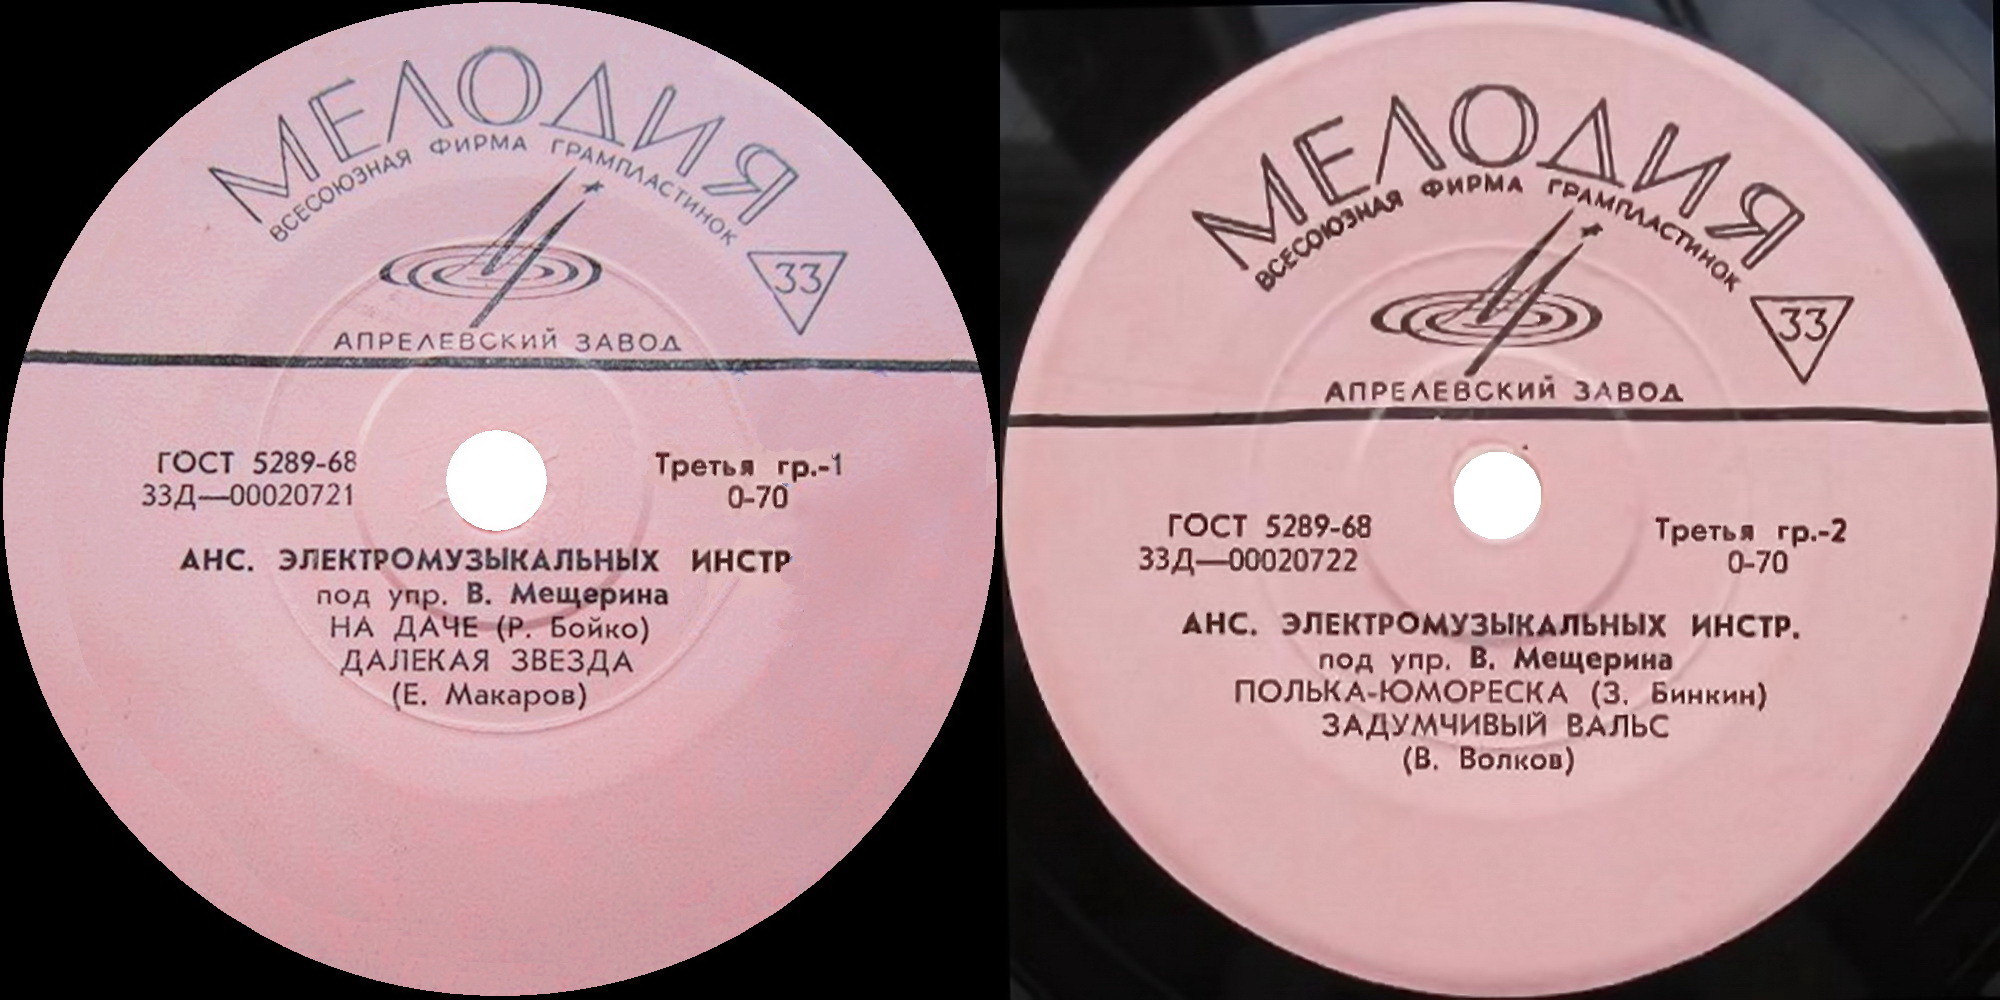 МЕЛОДИЯ
ВСЕСОЮЗНАЯ ФИРМА ГРАМПЛАСТИНОК
33
АПРЕЛЕВСКИЙ ЗАВОД
ГОСТ 5289-68
33Д—00020721
Третья гр.-1
0-70
АНС. ЭЛЕКТРОМУЗЫКАЛЬНЫХ ИНСТР
под упр. В. Мещерина
НА ДАЧЕ (Р. Бойко)
ДАЛЕКАЯ ЗВЕЗДА
(Е. Макаров)
МЕЛОДИЯ
ВСЕСОЮЗНАЯ ФИРМА ГРАМПЛАСТИНОК
33
АПРЕЛЕВСКИЙ ЗАВОД
ГОСТ 5289-68
33Д—00020722
Третья гр.-2
0-70
АНС. ЭЛЕКТРОМУЗЫКАЛЬНЫХ ИНСТР.
под упр. В. Мещерина
ПОЛЬКА-ЮМОРЕСКА (З. Бинкин)
ЗАДУМЧИВЫЙ ВАЛЬС
(В. Волков)